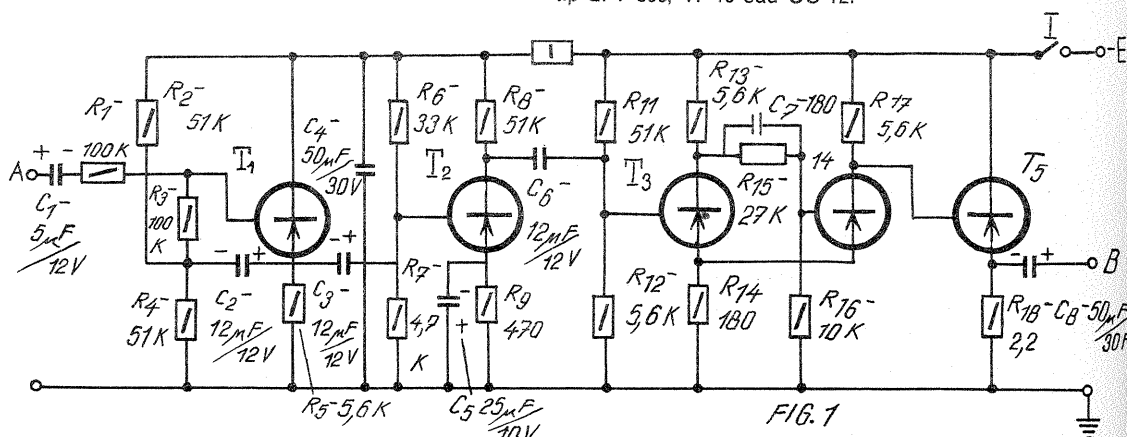 I
-E
R1-
100K
R2-
51K
A
+ -
C1-
5µF/12V
R3-
100
K
T1
R4-
51K
- +
C2-
12µF/12V
C4-
50µF/30V
- +
C3-
12µF/12V
R5-5,6K
R6-
33K
T2
R7-
4,7
K
R8-
51K
C6-
12µF/12V
-
+
C5 25µF/10V
R9
470
R11
51K
T3
R12-
5,6K
R13-
5,6K
C7-180
R15-
27K
14
R14
180
R16-
10K
R17
5,6K
T5
- +
B
R18-
2,2
C8-50µF/30
FIG. 1